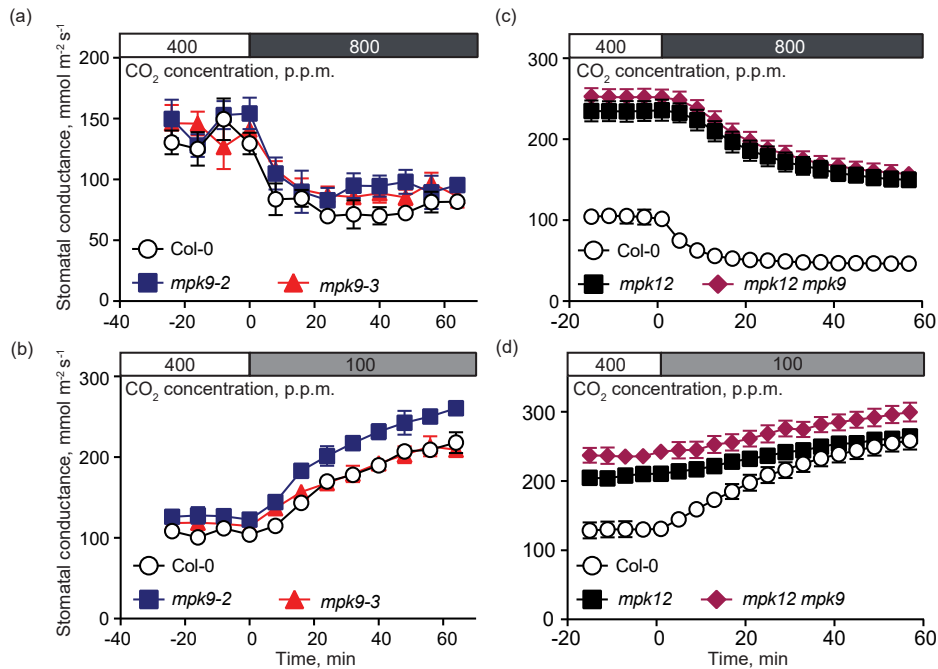 (a)
400 800
CO2 concentration, p.p.m.
Stomatal conductance, mmol m-2 s-1
200
150
100
50
0
Col-0
mpk9-2 mpk9-3
-40 -20 0 20 40 60
(c)
400 800
CO2 concentration, p.p.m.
300
200
100
0
Col-0
mpk12 mpk12 mpk9
-20 0 20 40 60
(b)
400 100
CO2 concentration, p.p.m.
Stomatal conductance, mmol m-2 s-1
300
200
100
0
Col-0
mpk9-2 mpk9-3
-40 -20 0 20 40 60
Time, min
(d)
400 100
CO2 concentration, p.p.m.
300
200
100
0
Col-0
mpk12 mpk12 mpk9
-20 0 20 40 60
Time, min